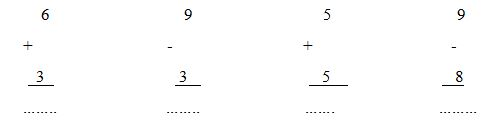 6 9 5 9
+ - + -
3 3 5 8
........ ........ ....... .........